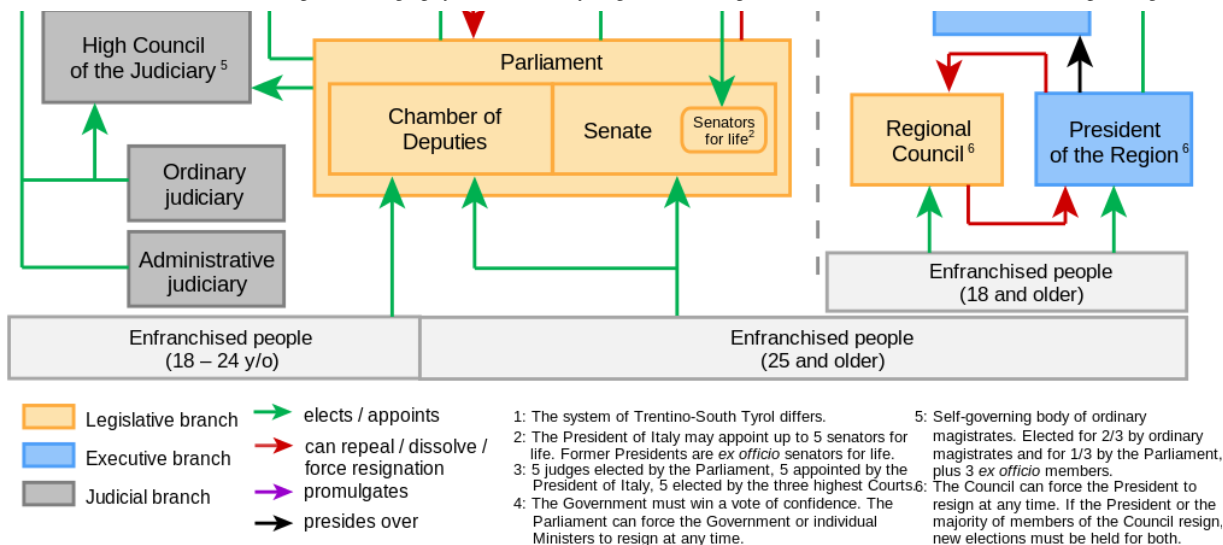 High Council
of the Judiciary 5
Parliament
Chamber of
Deputies
Senate
Senators
for life2
Regional
Council 6
President
of the Region 6
Ordinary
judiciary
Administrative
judiciary
Enfranchised people
(18 and older)
Enfranchised people
(18 – 24 y/o)
Enfranchised people
(25 and older)
Legislative branch
Executive branch
Judicial branch
elects / appoints
can repeal / dissolve /
force resignation
promulgates
presides over
1: The system of Trentino-South Tyrol differs.
2: The President of Italy may appoint up to 5 senators for
life. Former Presidents are ex officio senators for life.
3: 5 judges elected by the Parliament, 5 appointed by the
President of Italy, 5 elected by the three highest Courts.
4: The Government must win a vote of confidence. The
Parliament can force the Government or individual
Ministers to resign at any time.
5: Self-governing body of ordinary
magistrates. Elected for 2/3 by ordinary
magistrates and for 1/3 by the Parliament,
plus 3 ex officio members.
6: The Council can force the President to
resign at any time. If the President or the
majority of members of the Council resign,
new elections must be held for both.